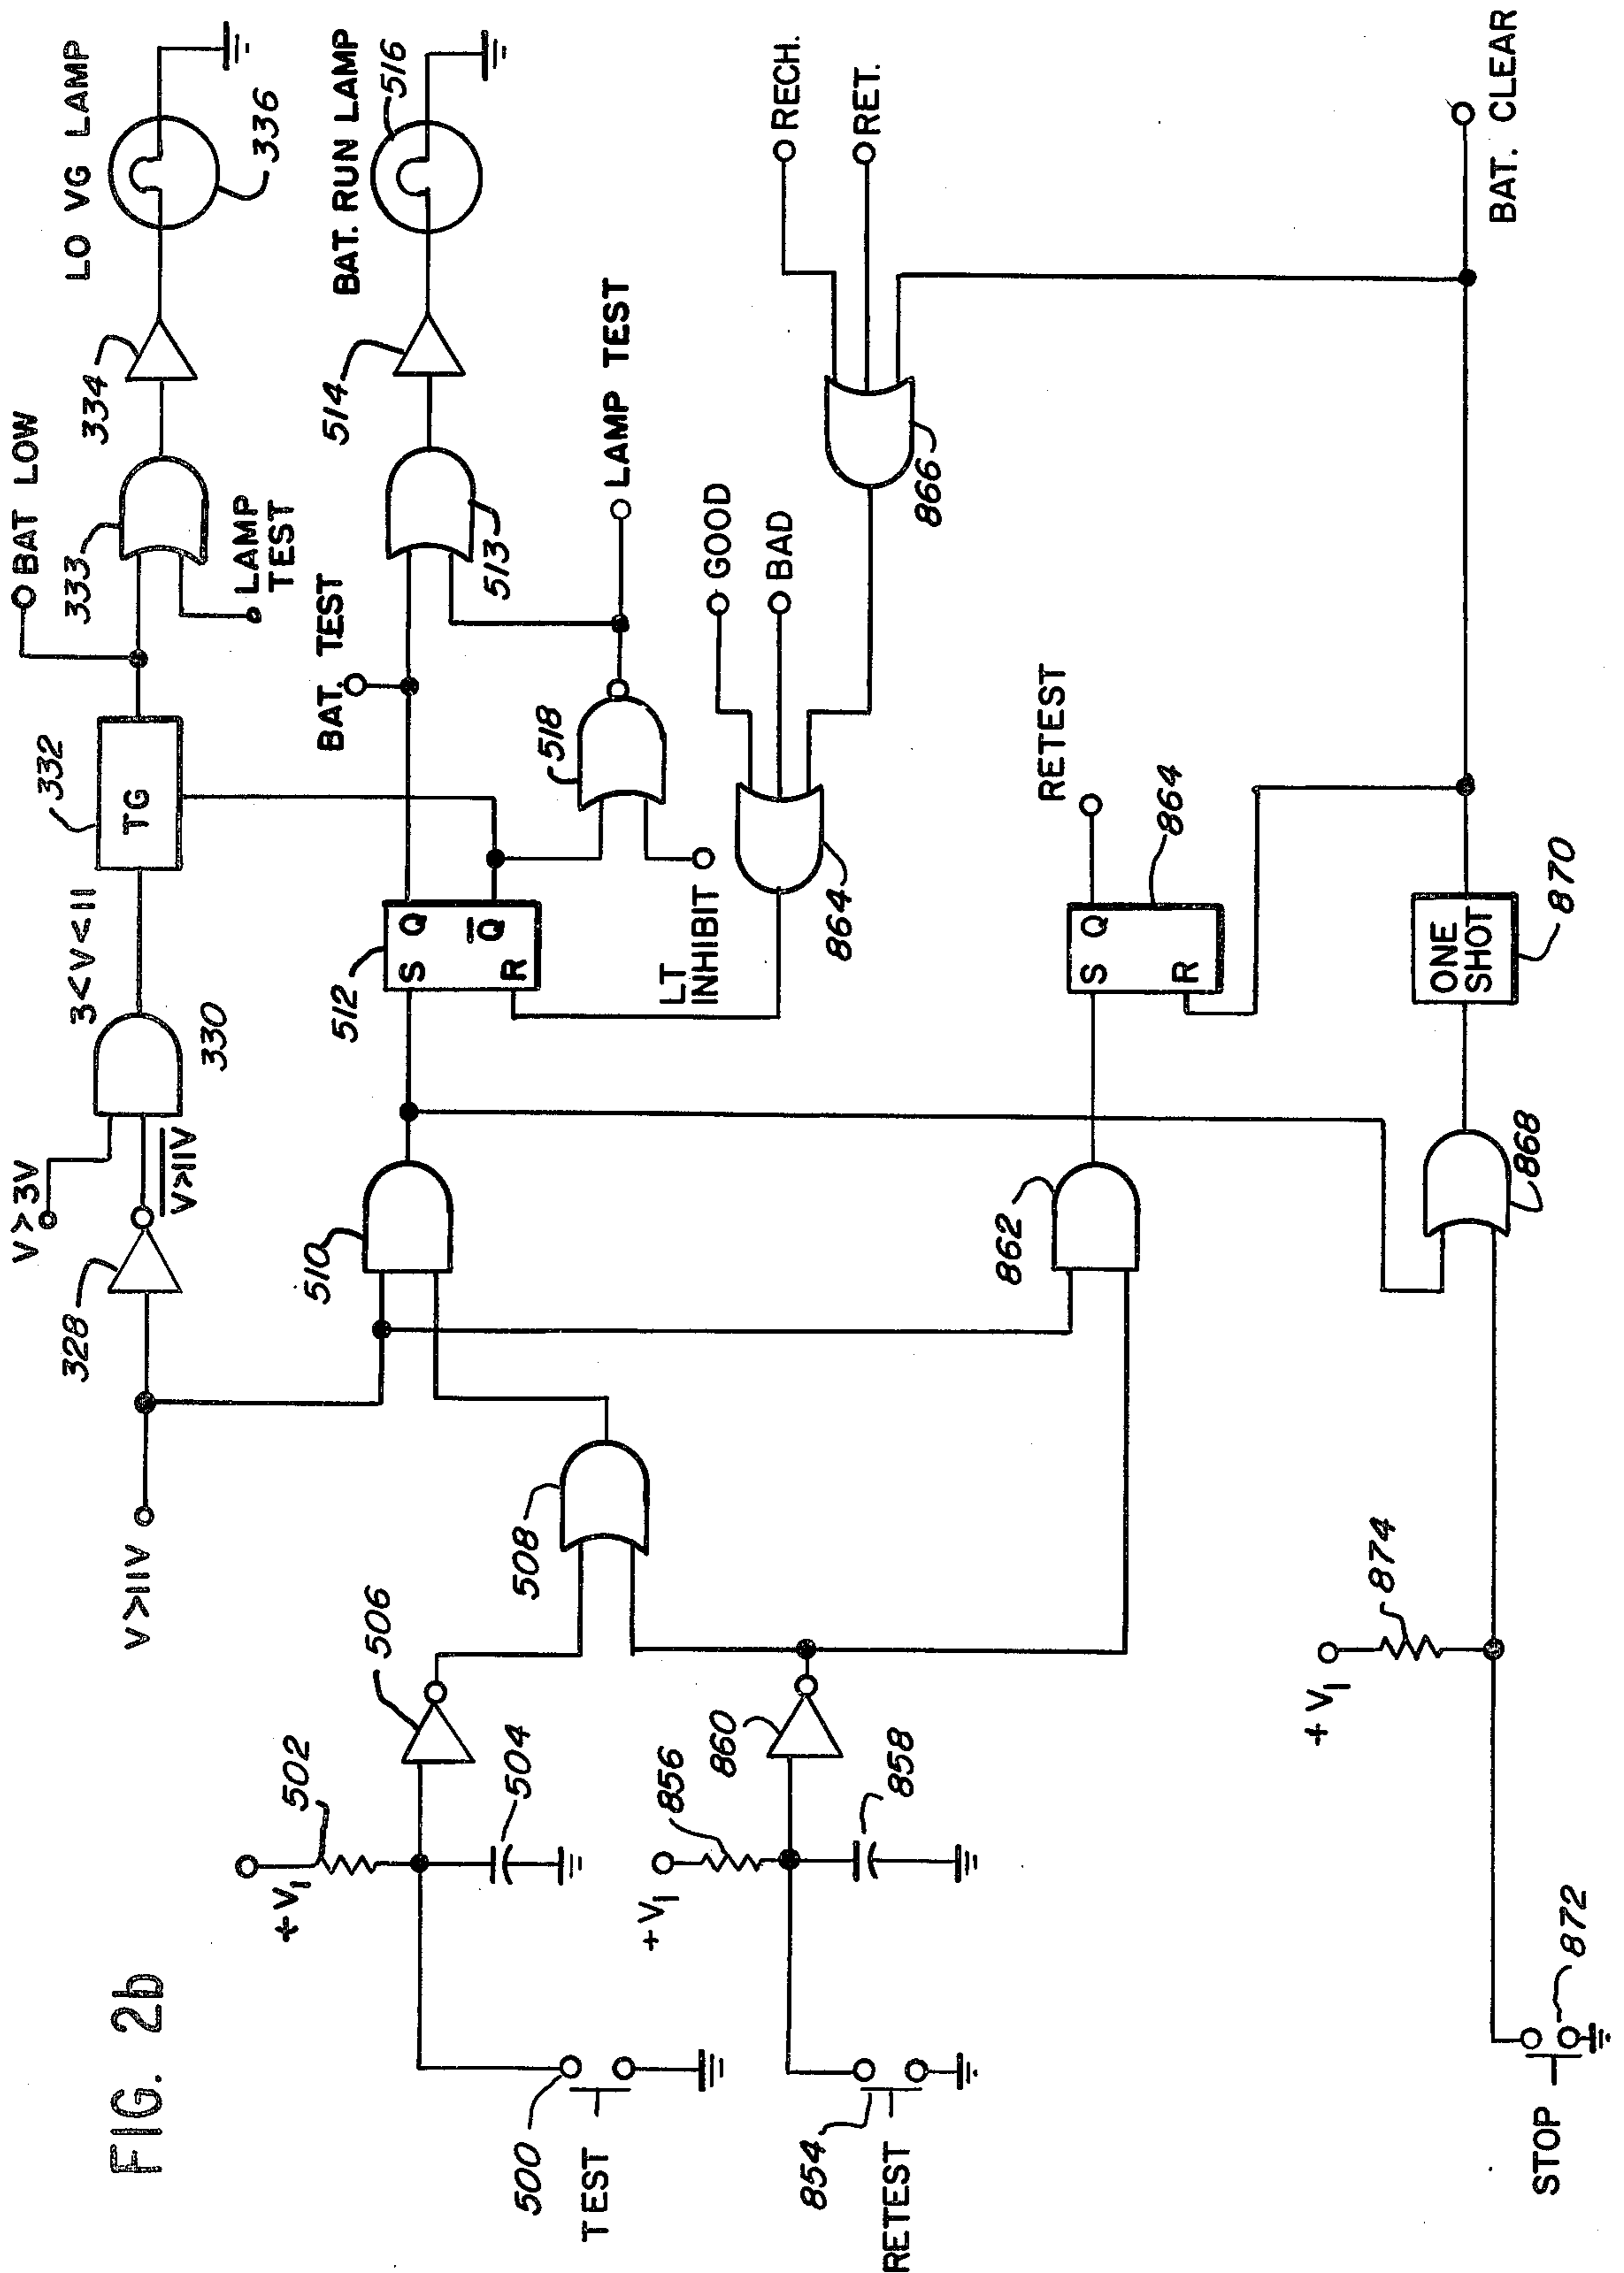 FIG. 2b
V>11V
328
V>3V
V>11V
330
3<V<11
332
TG
BAT LOW
333
LAMP
TEST
334
LO VG LAMP
336
+V1
502
504
500
TEST
506
508
510
512
S
Q
Q
R
BAT. TEST
513
514
BAT. RUN LAMP
516
LAMP TEST
518
LT
INHIBIT
GOOD
BAD
864
RECH.
RET.
866
+V1
856
858
854
RETEST
860
862
S
Q
R
864
RETEST
+V1
874
872
STOP
868
ONE
SHOT
870
BAT. CLEAR